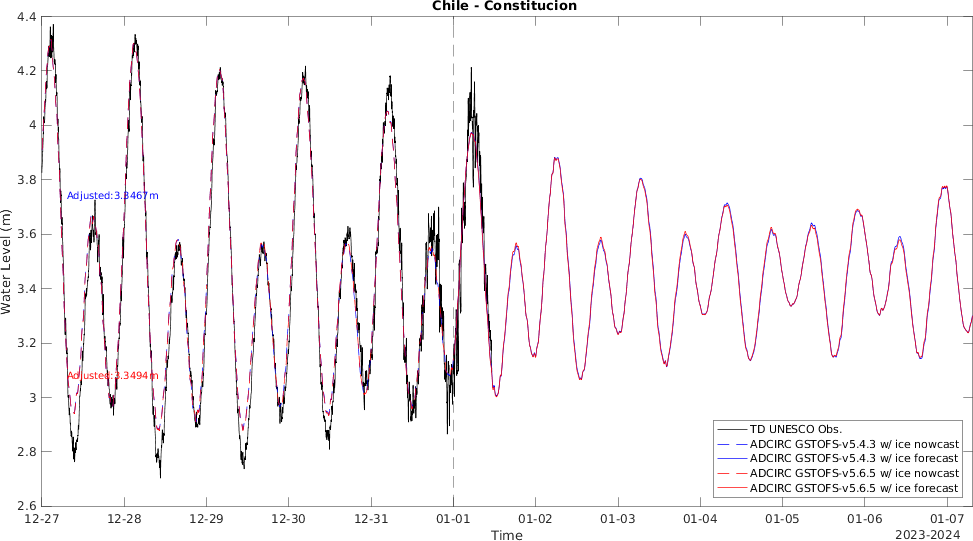 Chile - Constitucion
4.4
4.2
4
3.8
3.6
3.4
3.2
3
2.8
2.6
Water Level (m)
Adjusted:3.3467m
Adjusted:3.3494m
TD UNESCO Obs.
ADCIRC GSTOFS-v5.4.3 w/ ice nowcast
ADCIRC GSTOFS-v5.4.3 w/ ice forecast
ADCIRC GSTOFS-v5.6.5 w/ ice nowcast
ADCIRC GSTOFS-v5.6.5 w/ ice forecast
12-27 12-28 12-29 12-30 12-31 01-01 01-02 01-03 01-04 01-05 01-06 01-07
Time
2023-2024